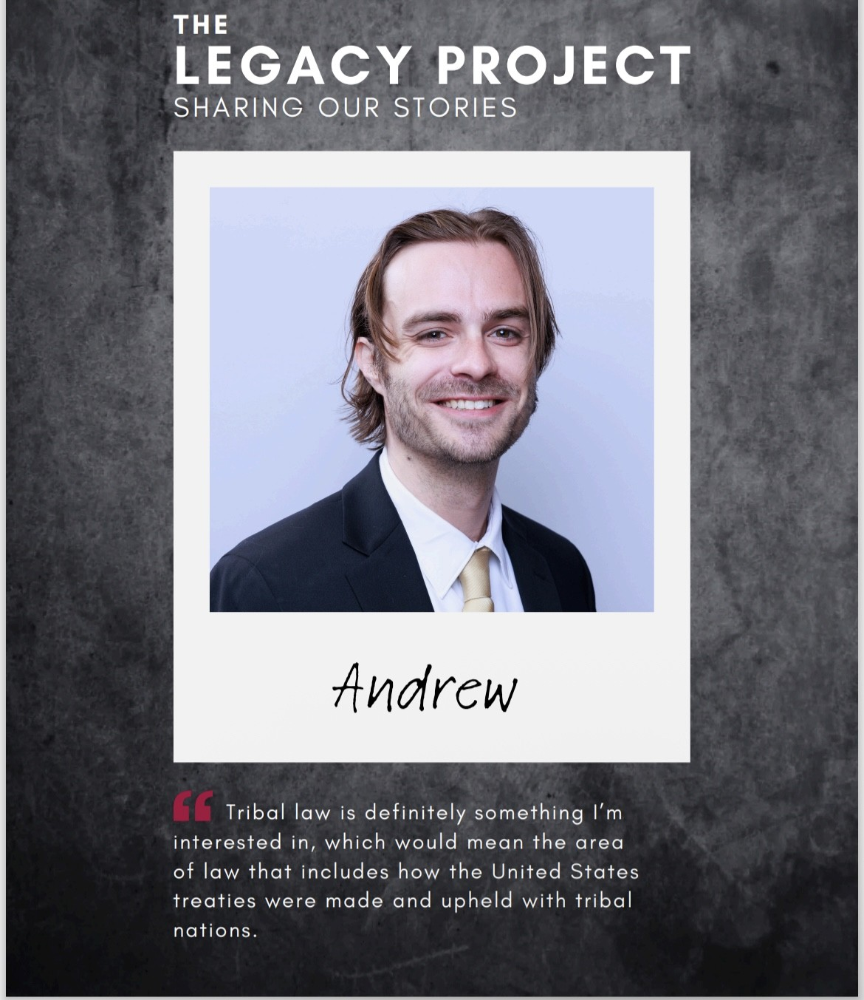 THE
LEGACY PROJECT
SHARING OUR STORIES
Andrew
“ Tribal law is definitely something I’m
interested in, which would mean the area
of law that includes how the United States
treaties were made and upheld with tribal
nations.